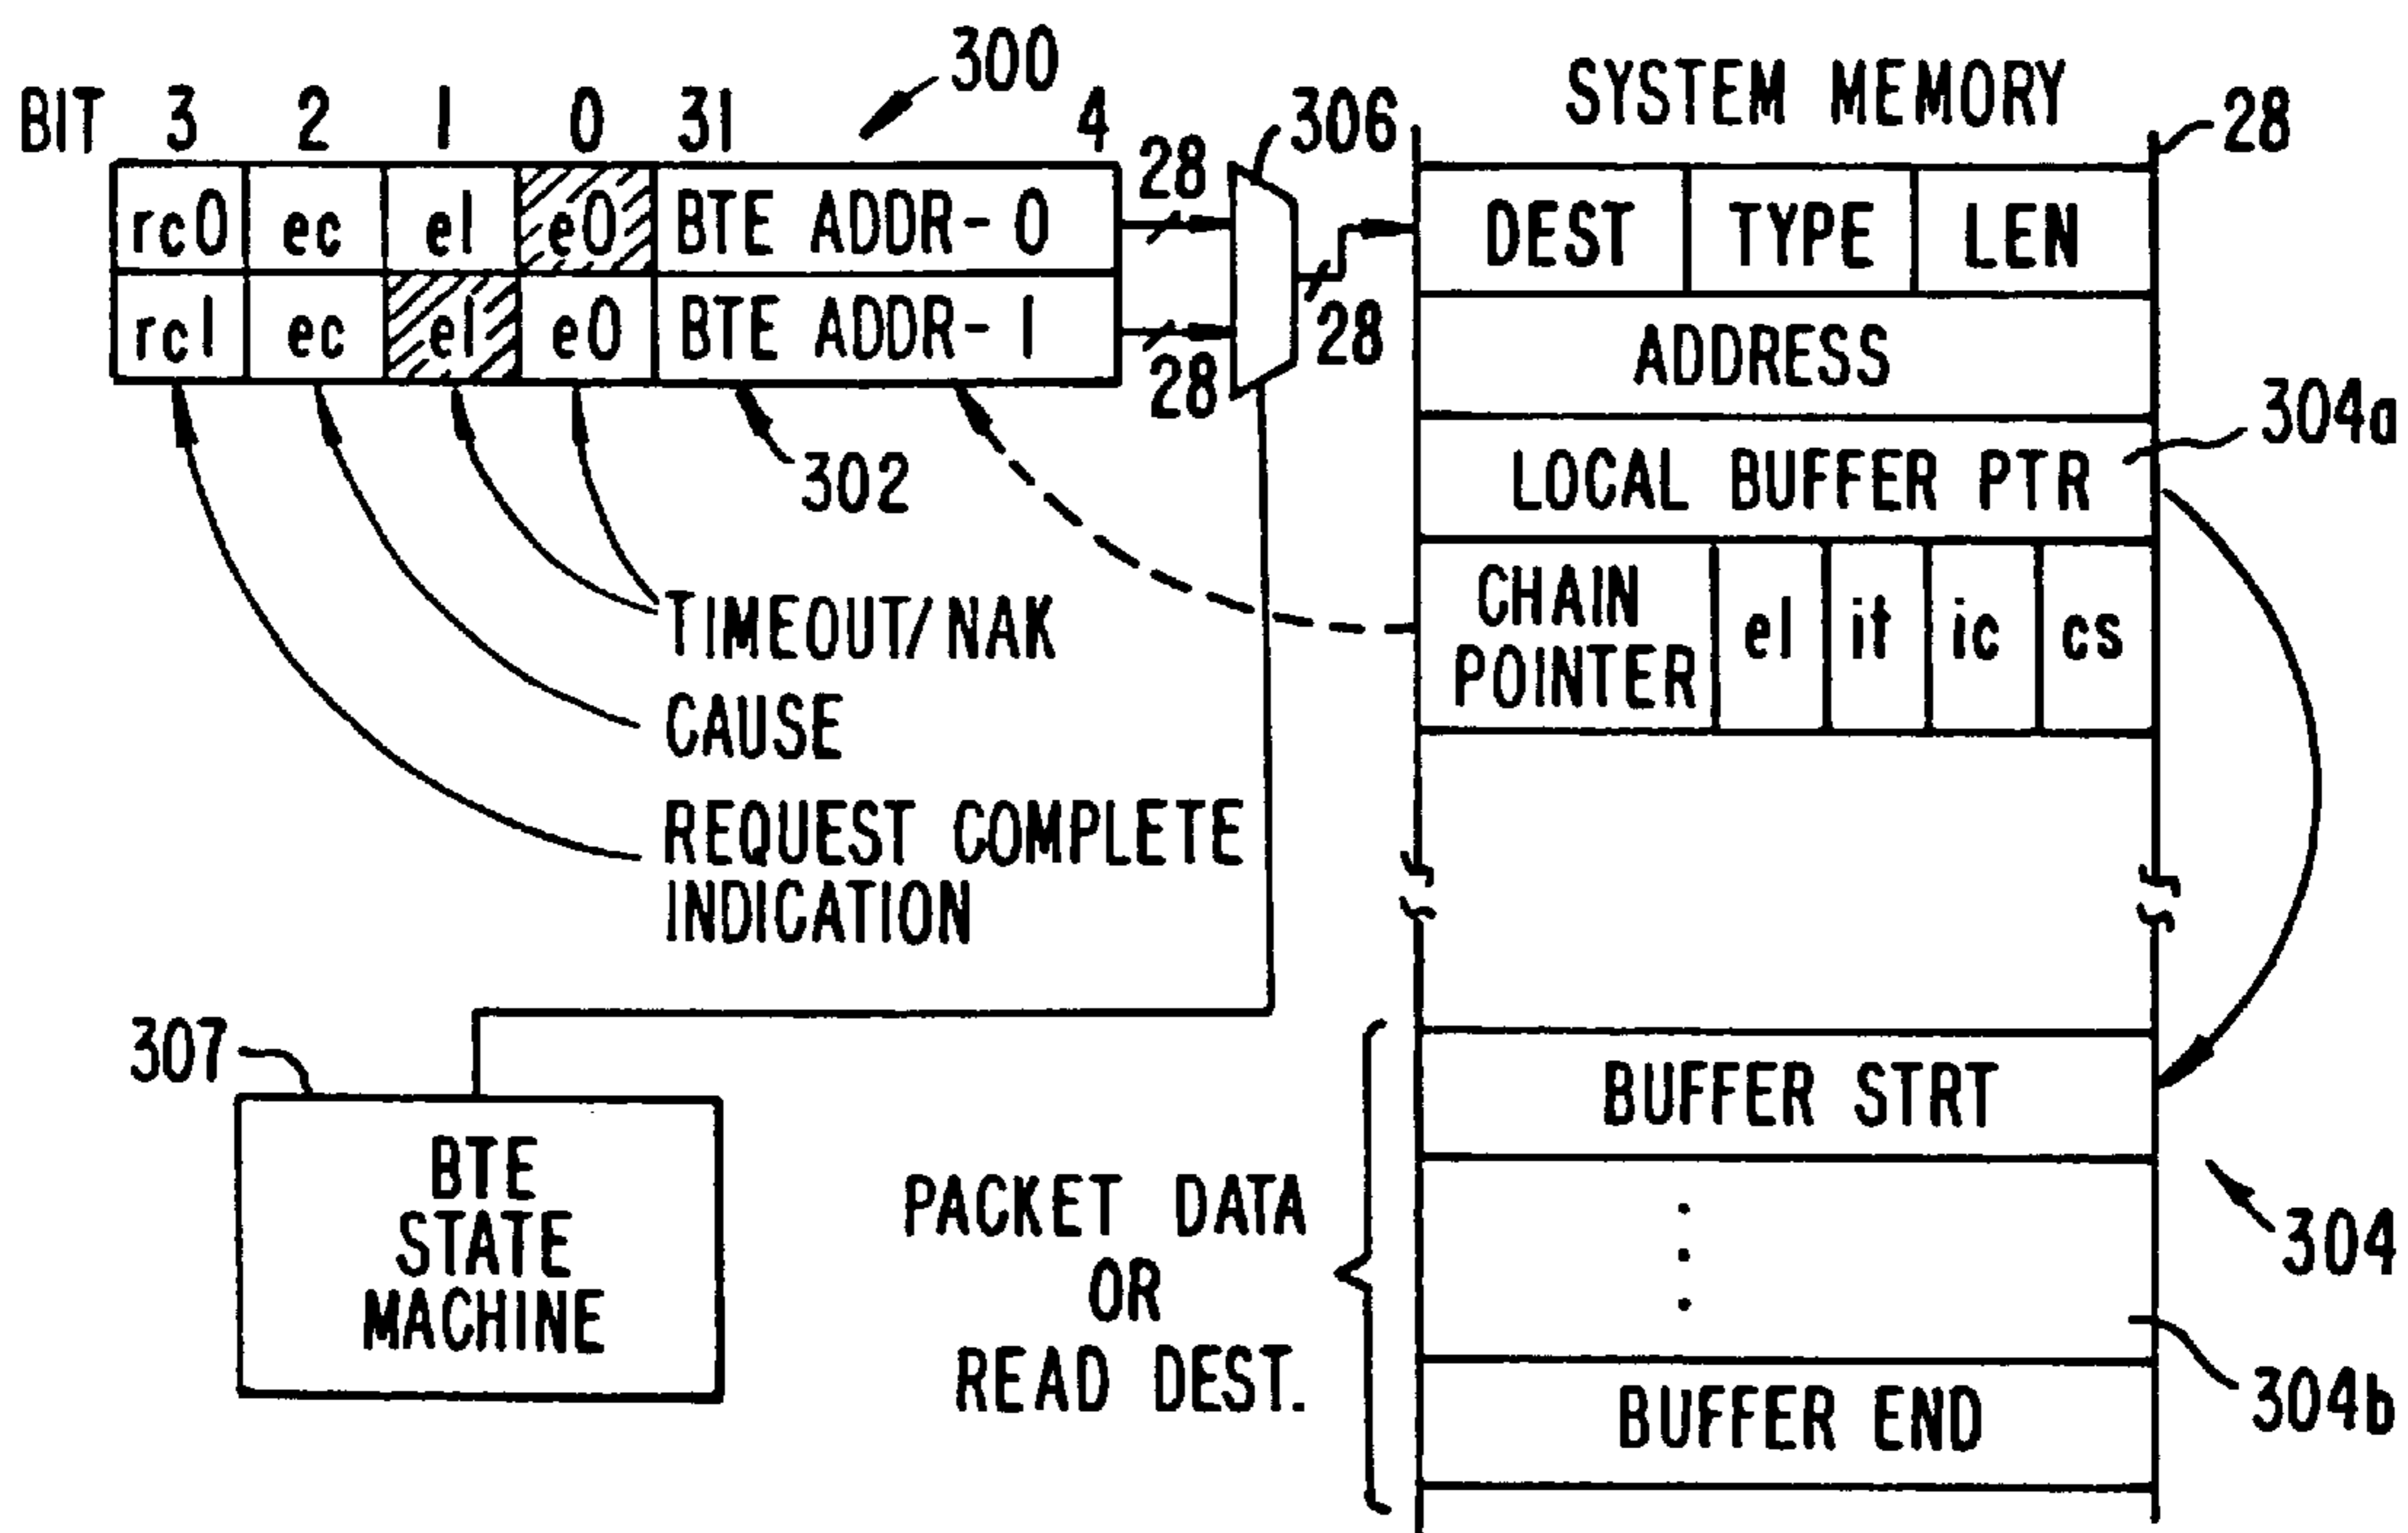 300
SYSTEM MEMORY
BIT 3 2 1 0 31 4
28
306
28
rc0 ec e1 e0 BTE ADDR-0
DEST TYPE LEN
rc1 ec e1 e0 BTE ADDR-1
28
28
ADDRESS
302
304a
LOCAL BUFFER PTR
TIMEOUT/NAK
CHAIN
POINTER
e1 it ic cs
CAUSE
REQUEST COMPLETE
INDICATION
307
BTE
STATE
MACHINE
PACKET DATA
OR
READ DEST.
BUFFER STRT
304
304b
BUFFER END